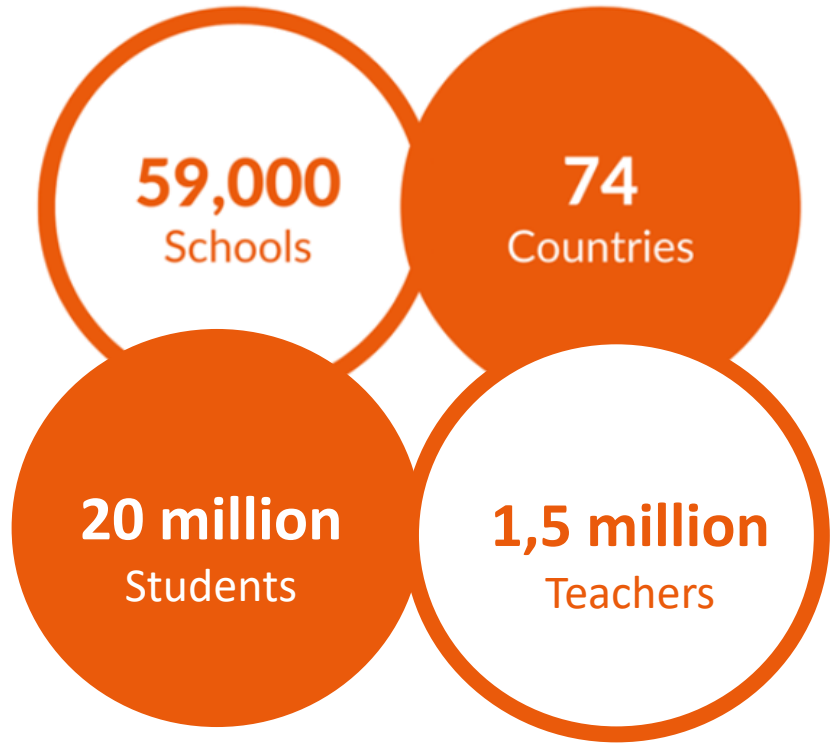 59,000
Schools
74
Countries
20 million
Students
1,5 million
Teachers